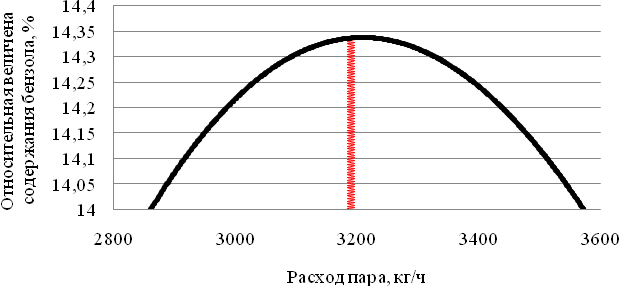 Относительная величена
содержания бензола, %
14,4
14,35
14,3
14,25
14,2
14,15
14,1
14,05
14
2800 3000 3200 3400 3600
Расход пара, кг/ч